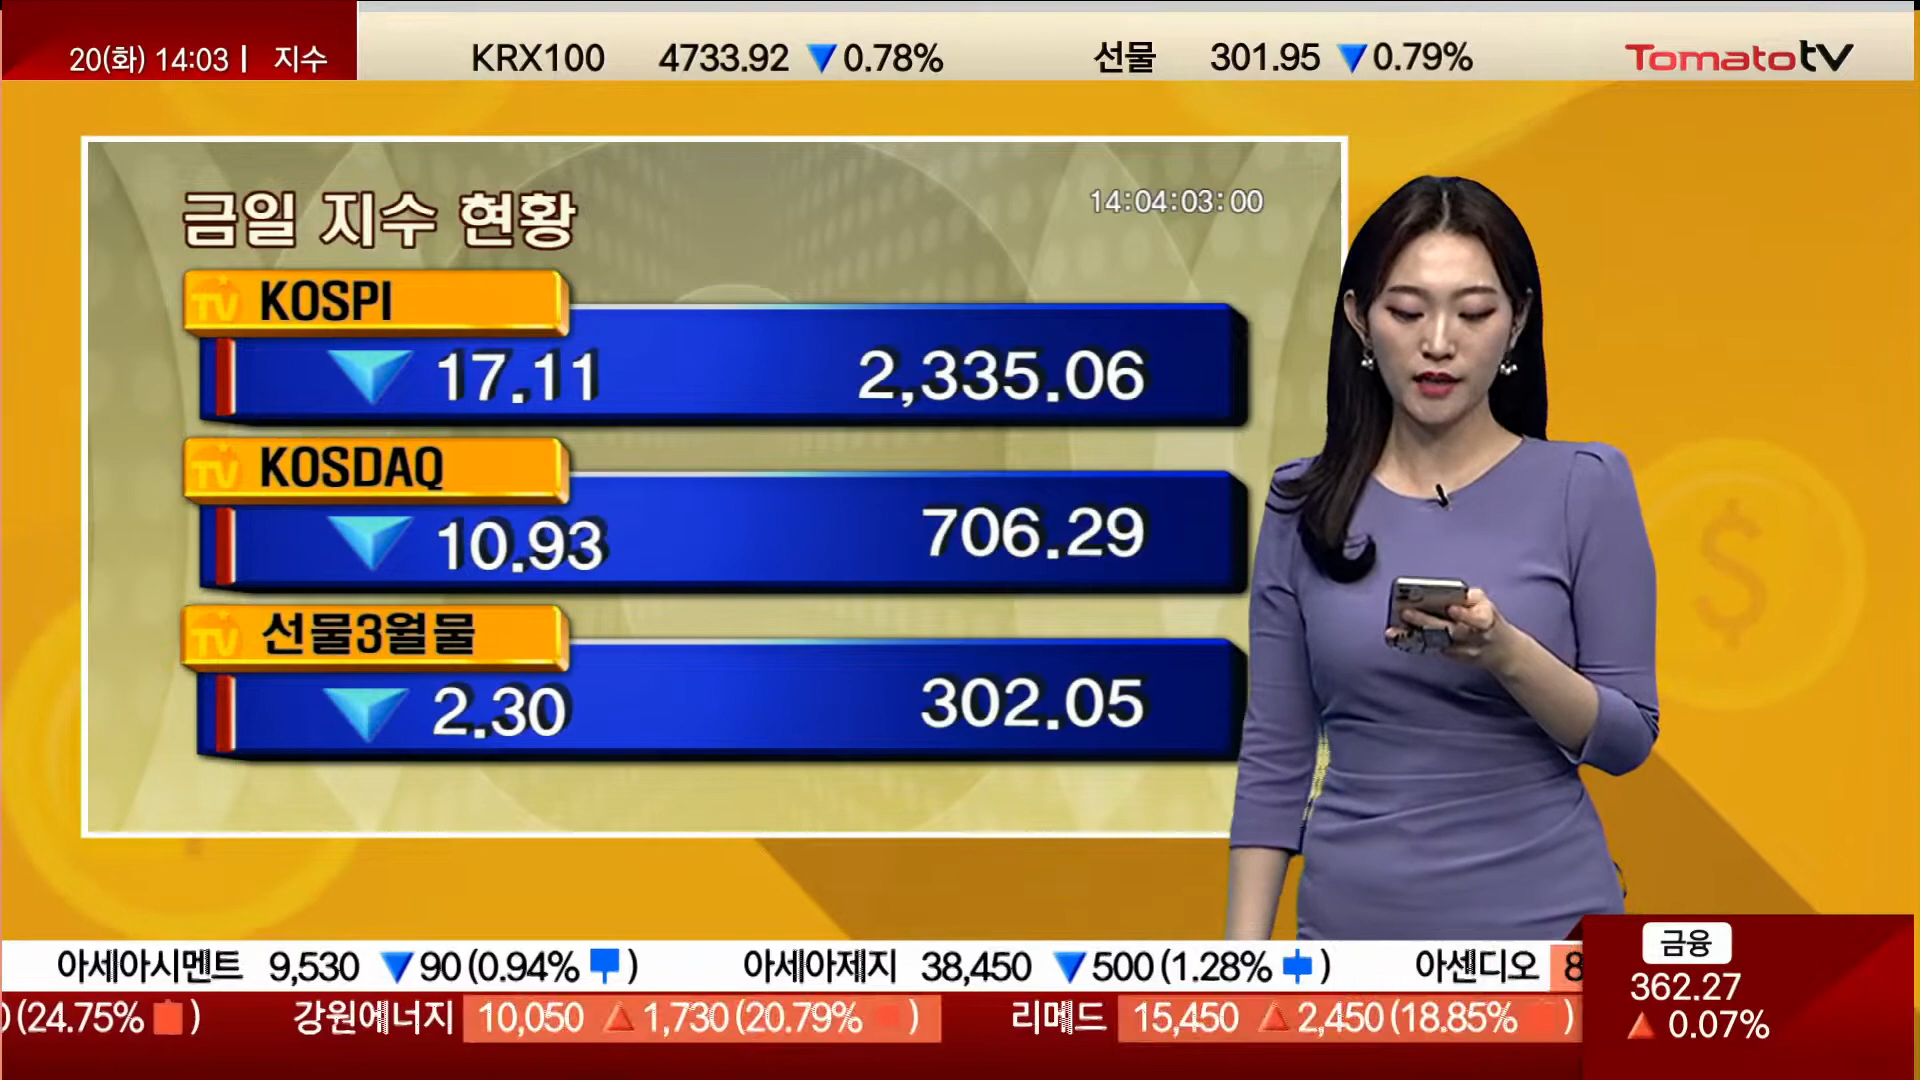 20(화) 14:03 | 지수
KRX100 4733.92 ▼0.78% 선물 301.95 ▼0.79%
Tomatotv
금일 지수 현황
14:04:03:00
TV KOSPI
▼ 17.11 2,335.06
TV KOSDAQ
▼ 10.93 706.29
TV 선물3월물
▼ 2.30 302.05
아세아시멘트 9,530 ▼90(0.94% ) 아세아제지 38,450 ▼500(1.28% ) 아센디오 8
(24.75% ) 강원에너지 10,050 ▲1,730(20.79% ) 리메드 15,450 ▲2,450(18.85% )
금융
362.27
▲ 0.07%